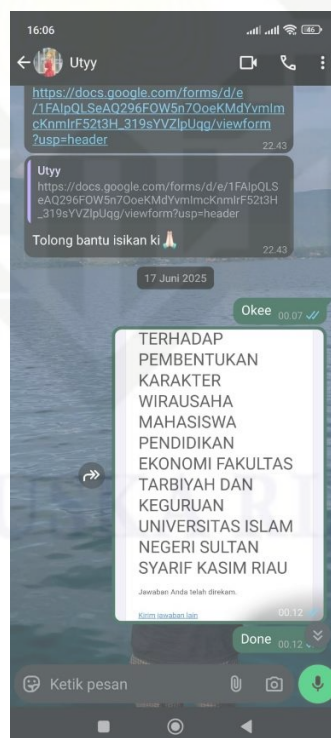 16:06
Utyy
https://docs.google.com/forms/d/e
/1FAIpQLSeAQ296FOW5n7OoeKMdYvmIm
cKnmIrF52t3H_319sYVZlpUqg/viewform
?usp=header
22.43
Utyy
https://docs.google.com/forms/d/e/1FAIpQLS
eAQ296FOW5n7OoeKMdYvmImcKnmIrF52t3H
_319sYVZlpUqg/viewform?usp=header
Tolong bantu isikan ki🙏🏻
22.43
17 Juni 2025
Okee 00.07
TERHADAP
PEMBENTUKAN
KARAKTER
WIRAUSAHA
MAHASISWA
PENDIDIKAN
EKONOMI FAKULTAS
TARBIYAH DAN
KEGURUAN
UNIVERSITAS ISLAM
NEGERI SULTAN
SYARIF KASIM RIAU
Jawaban Anda telah direkam.
Kirim jawaban lain
00.12
Done 00.12
Ketik pesan